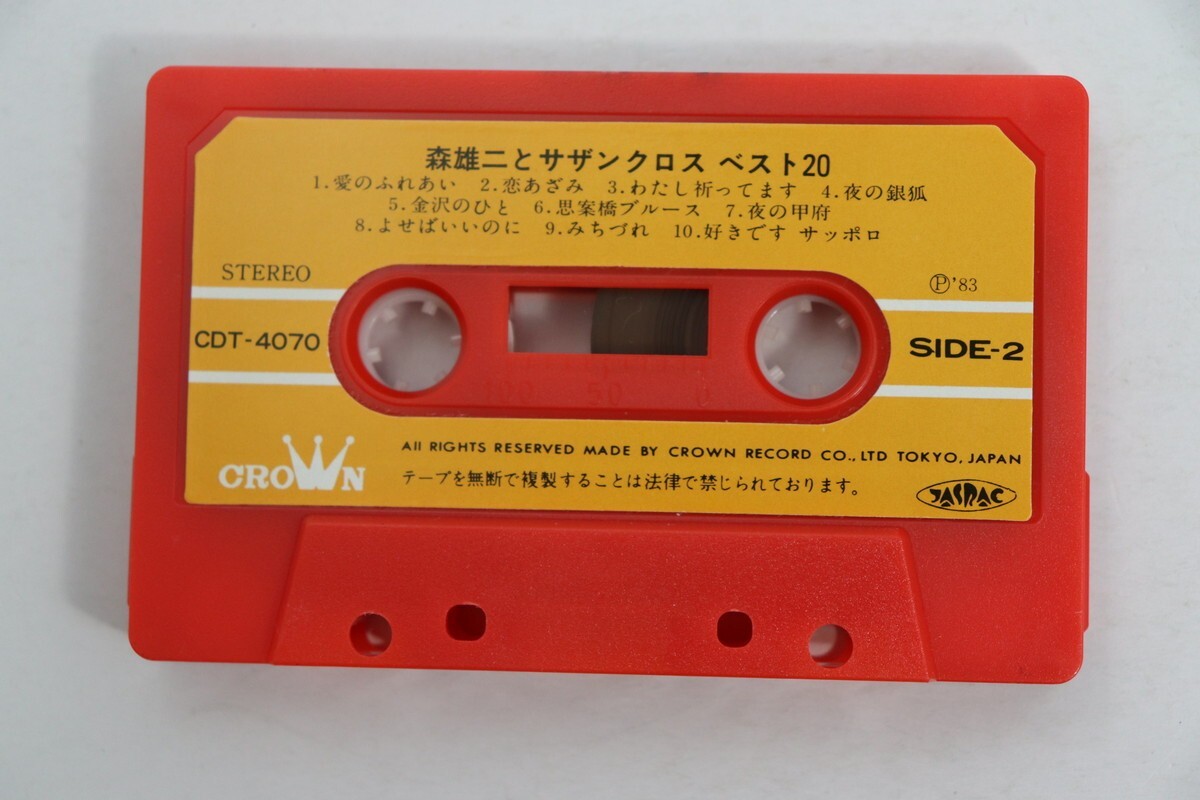 森雄二とサザンクロス ベスト20
1.愛のふれあい 2.恋あざみ 3.わたし祈ってます 4.夜の銀狐
5.金沢のひと 6.思案橋ブルース 7.夜の甲府
8.よせばいいのに 9.みちづれ 10.好きです サッポロ
STEREO
Ⓟ'83
CDT-4070
SIDE-2
100 50 0
CROWN
All RIGHTS RESERVED MADE BY CROWN RECORD CO., LTD TOKYO, JAPAN
テープを無断で複製することは法律で禁じられております。
JASRAC